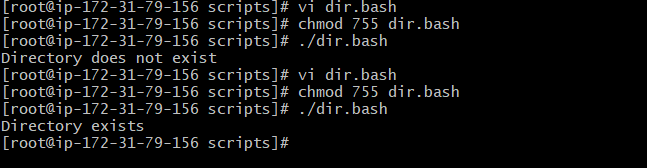 [root@ip-172-31-79-156 scripts]# vi dir.bash
[root@ip-172-31-79-156 scripts]# chmod 755 dir.bash
[root@ip-172-31-79-156 scripts]# ./dir.bash
Directory does not exist
[root@ip-172-31-79-156 scripts]# vi dir.bash
[root@ip-172-31-79-156 scripts]# chmod 755 dir.bash
[root@ip-172-31-79-156 scripts]# ./dir.bash
Directory exists
[root@ip-172-31-79-156 scripts]#